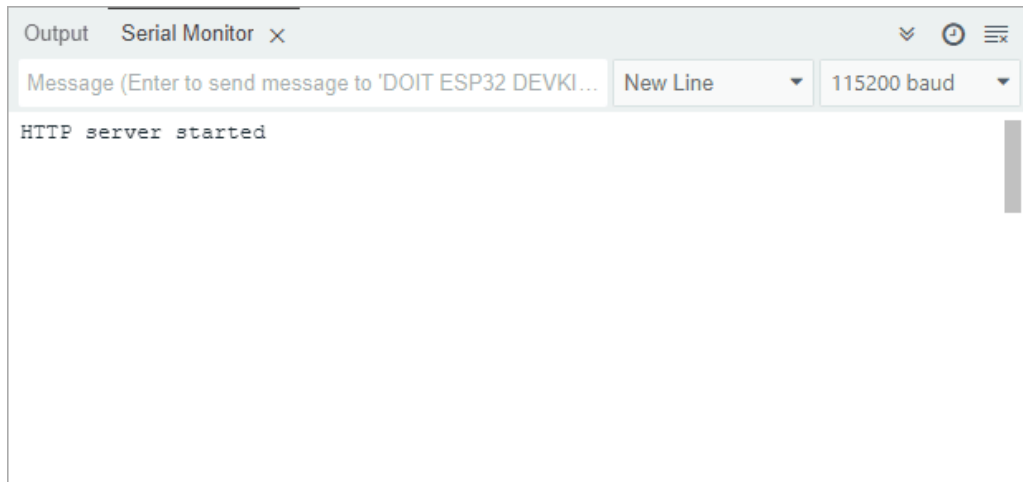 Output Serial Monitor
Message (Enter to send message to 'DOIT ESP32 DEVKI... New Line 115200 baud
HTTP server started